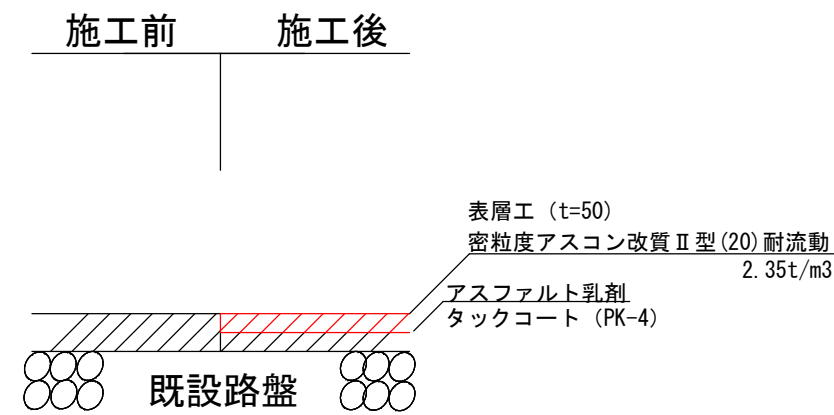 施工前 施工後
表層工 (t=50)
密粒度アスコン改質Ⅱ型(20)耐流動
2.35t/m3
アスファルト乳剤
タックコート (PK-4)
既設路盤